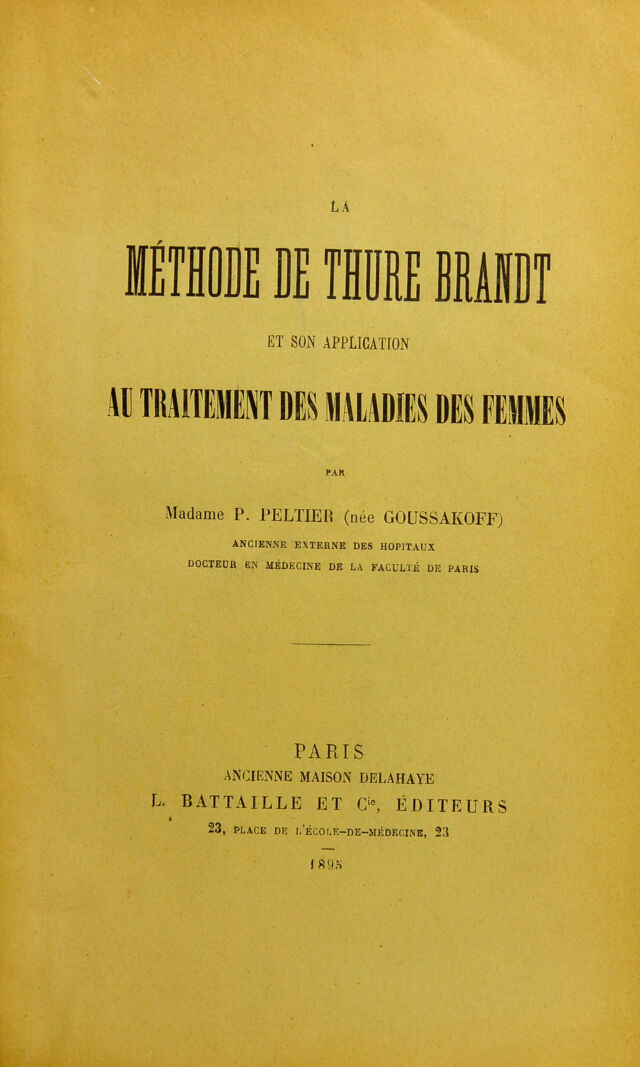 LA
MÉTHODE DE THURE BRANDT
ET SON APPLICATION
AU TRAITEMENT DES MALADIES DES FEMMES
PAR
Madame P. PELTIER (née GOUSSAKOFF)
ANCIENNE EXTERNE DES HOPITAUX
DOCTEUR EN MÉDECINE DE LA FACULTÉ DE PARIS
PARIS
ANCIENNE MAISON DELAHAYE
L. BATTAILLE ET Cie, ÉDITEURS
23, PLACE DE L'ÉCOLE-DE-MÉDECINE, 23
1895